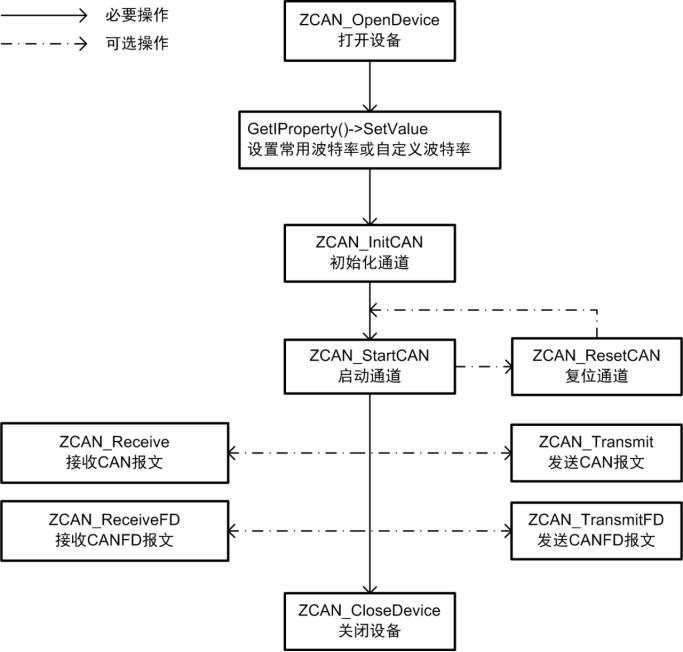 必要操作
可选操作
ZCAN_OpenDevice
打开设备
GetIProperty()->SetValue
设置常用波特率或自定义波特率
ZCAN_InitCAN
初始化通道
ZCAN_StartCAN
启动通道
ZCAN_ResetCAN
复位通道
ZCAN_Receive
接收CAN报文
ZCAN_Transmit
发送CAN报文
ZCAN_ReceiveFD
接收CANFD报文
ZCAN_TransmitFD
发送CANFD报文
ZCAN_CloseDevice
关闭设备